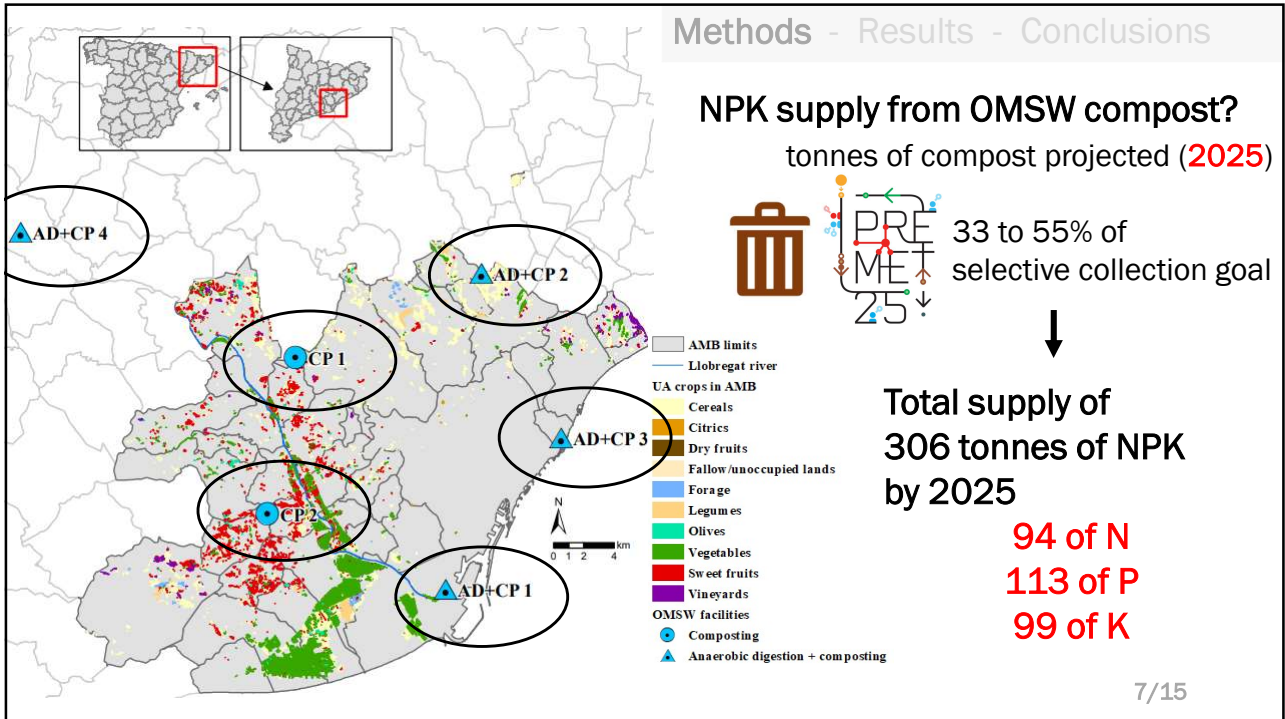 Methods - Results - Conclusions
NPK supply from OMSW compost?
tonnes of compost projected (2025)
PRE
MET
25
33 to 55% of
selective collection goal
Total supply of
306 tonnes of NPK
by 2025
94 of N
113 of P
99 of K
AD+CP 4
AD+CP 2
CP 1
AD+CP 3
CP 2
AD+CP 1
N
0 1 2 4 km
AMB limits
Llobregat river
UA crops in AMB
Cereals
Citrics
Dry fruits
Fallow/unoccupied lands
Forage
Legumes
Olives
Vegetables
Sweet fruits
Vineyards
OMSW facilities
Composting
Anaerobic digestion + composting
7/15